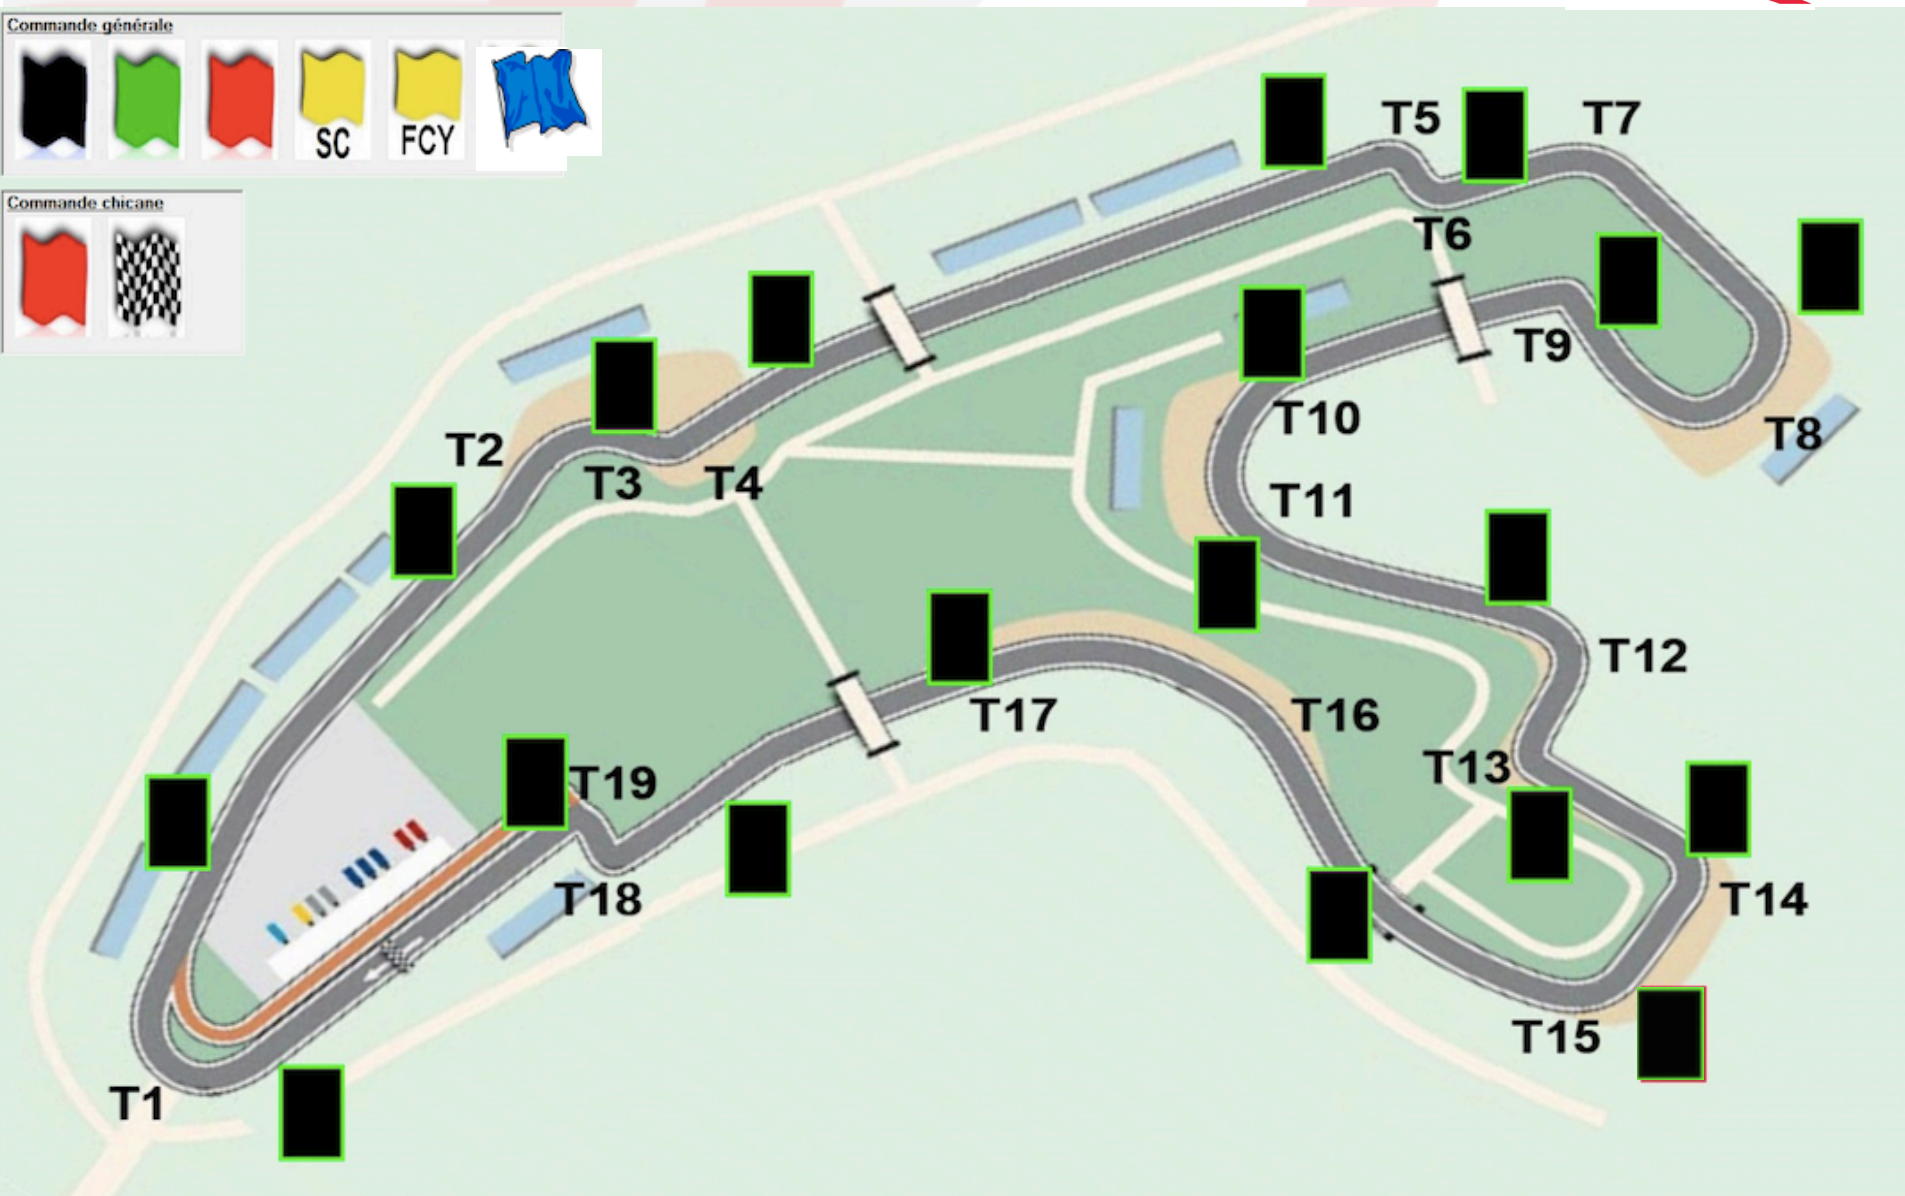 Commande générale
SC
FCY
Commande chicane
T5
T7
T6
T9
T10
T8
T2
T3
T4
T11
T12
T17
T16
T13
T19
T18
T14
T15
T1